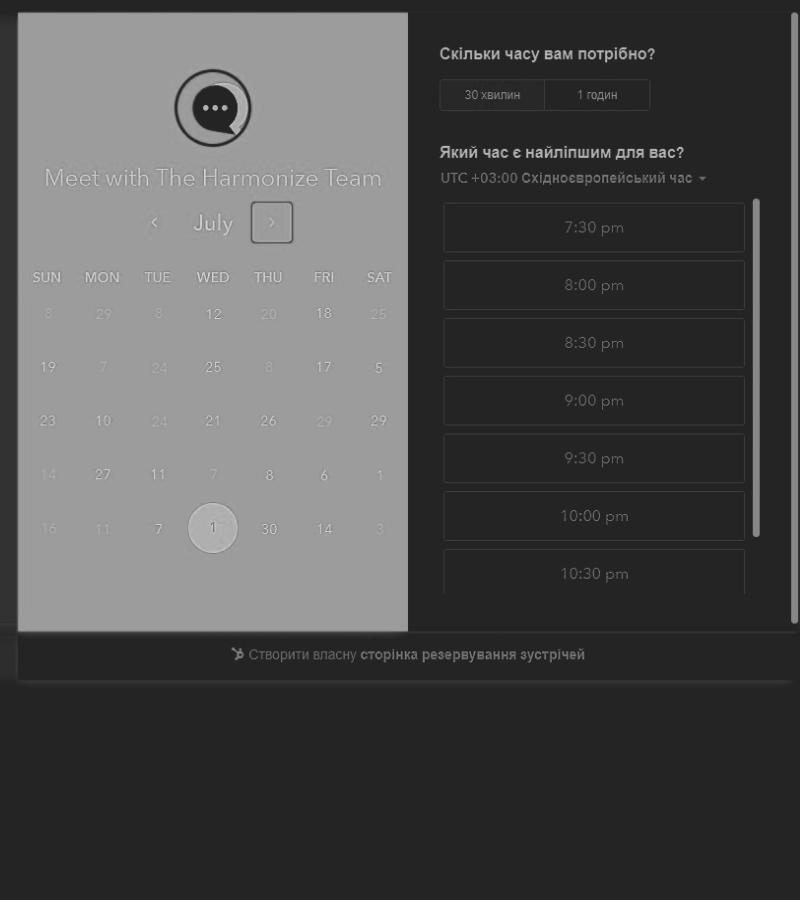 Meet with The Harmonize Team
July
SUN MON TUE WED THU FRI SAT
8 29 8 12 20 18 25
19 7 24 25 8 17 5
23 10 24 21 26 29 29
14 27 11 7 8 6 1
16 11 7 1 30 14 3
Скільки часу вам потрібно?
30 хвилин 1 годин
Який час є найліпшим для вас?
UTC +03:00 Східноєвропейський час
7:30 pm
8:00 pm
8:30 pm
9:00 pm
9:30 pm
10:00 pm
10:30 pm
Створити власну сторінка резервування зустрічей